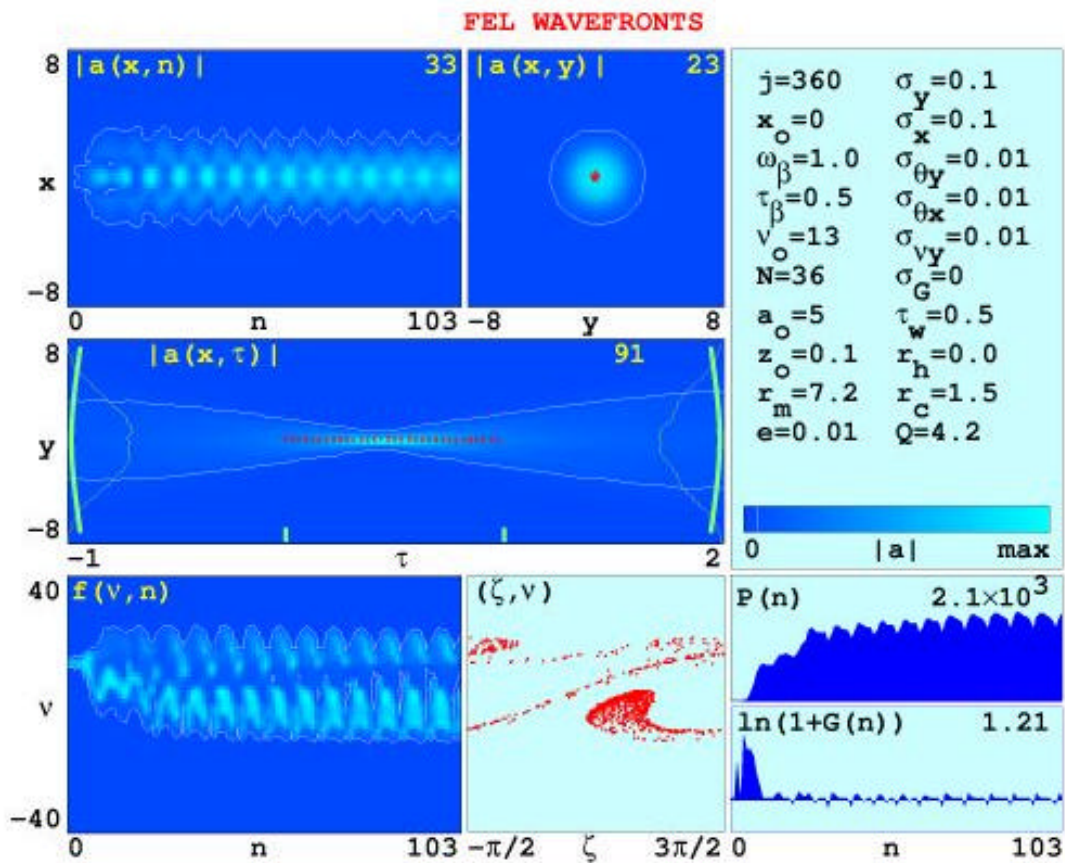 FEL WAVEFRONTS
8 |a(x,n)| 33
x
-8
0 n 103
|a(x,y)| 23
-8 y 8
j=360 σy=0.1
xo=0 σx=0.1
ωβ=1.0 σθy=0.01
τβ=0.5 σθx=0.01
νo=13 σνy=0.01
N=36 σG=0
ao=5 τw=0.5
zo=0.1 rh=0.0
rm=7.2 rc=1.5
e=0.01 Q=4.2
0 |a| max
8 |a(x,τ)| 91
y
-8
-1 τ 2
40 f(ν,n)
ν
-40
0 n 103
(ζ,ν)
-π/2 ζ 3π/2
P(n) 2.1×10³
ln(1+G(n)) 1.21
0 n 103